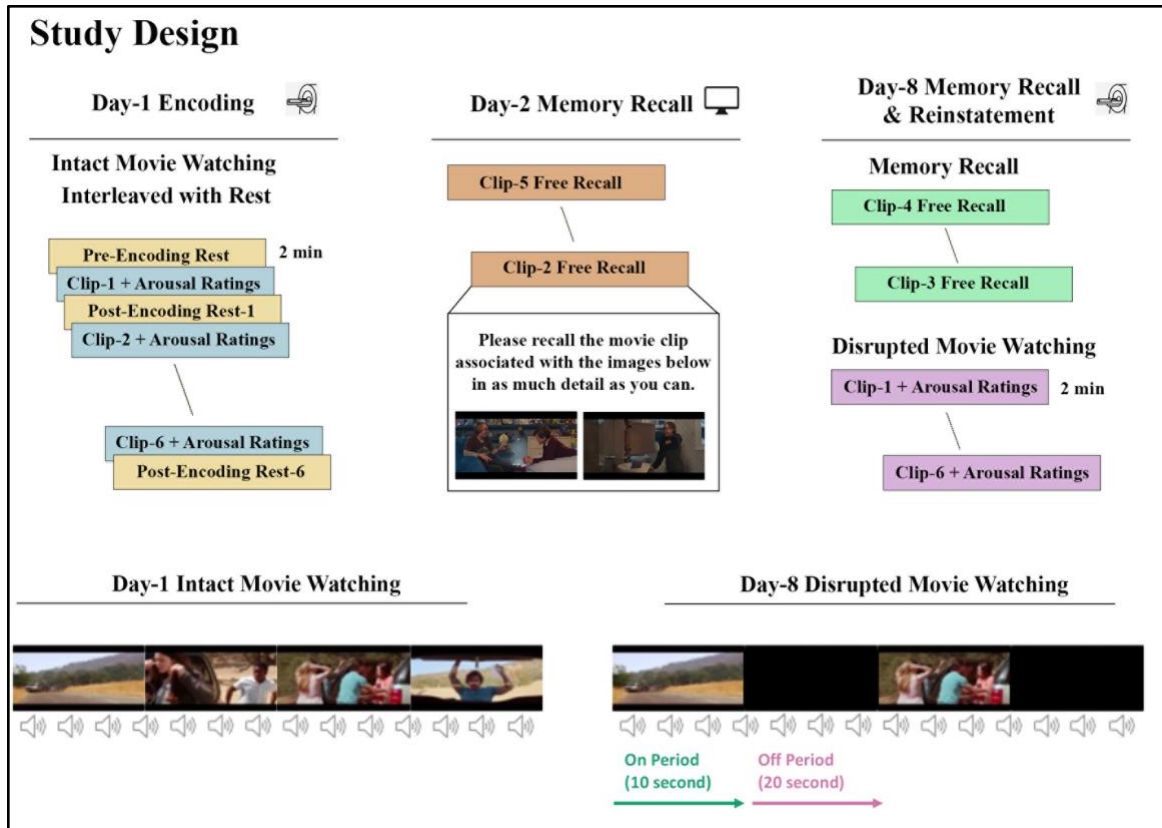 Study Design
Day-1 Encoding
Intact Movie Watching
Interleaved with Rest
Pre-Encoding Rest
2 min
Clip-1 + Arousal Ratings
Post-Encoding Rest-1
Clip-2 + Arousal Ratings
Clip-6 + Arousal Ratings
Post-Encoding Rest-6
Day-2 Memory Recall
Clip-5 Free Recall
Clip-2 Free Recall
Please recall the movie clip
associated with the images below
in as much detail as you can.
Day-8 Memory Recall
& Reinstatement
Memory Recall
Clip-4 Free Recall
Clip-3 Free Recall
Disrupted Movie Watching
Clip-1 + Arousal Ratings
2 min
Clip-6 + Arousal Ratings
Day-1 Intact Movie Watching
Day-8 Disrupted Movie Watching
On Period
(10 second)
Off Period
(20 second)